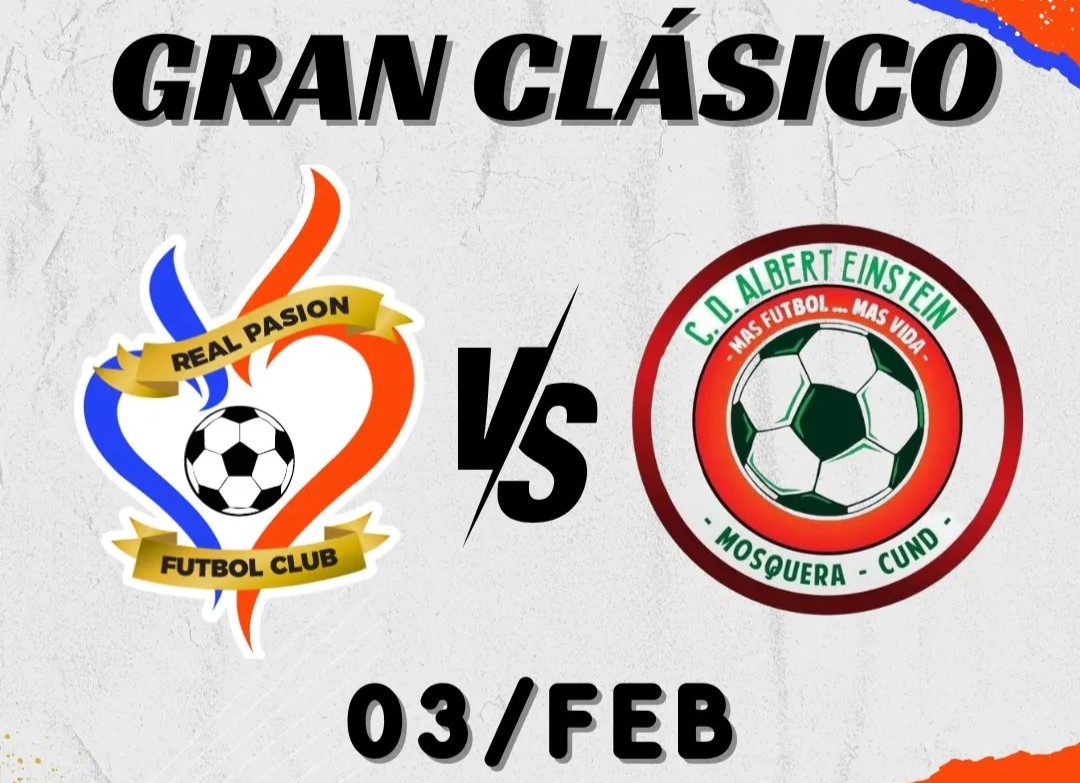 GRAN CLÁSICO
REAL PASION
FUTBOL CLUB
VS
C.D. ALBERT EINSTEIN
- MAS FUTBOL... MAS VIDA -
- MOSQUERA - CUND -
03/FEB